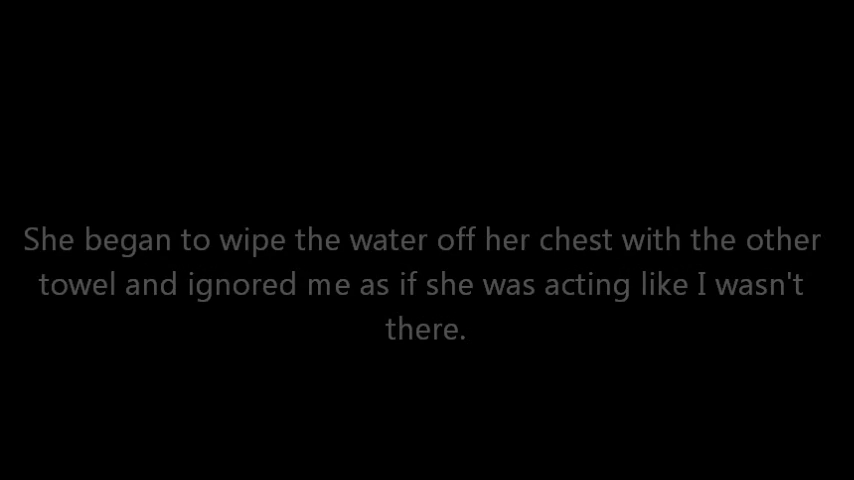 She began to wipe the water off her chest with the other
towel and ignored me as if she was acting like I wasn't
there.